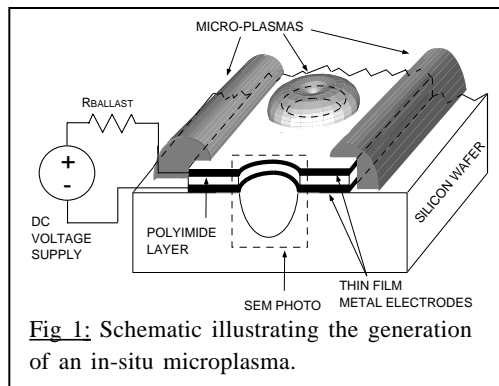 MICRO-PLASMAS
RBALLAST
+
-
DC
VOLTAGE
SUPPLY
POLYIMIDE
LAYER
SILICON WAFER
THIN FILM
METAL ELECTRODES
SEM PHOTO
Fig 1: Schematic illustrating the generation
of an in-situ microplasma.